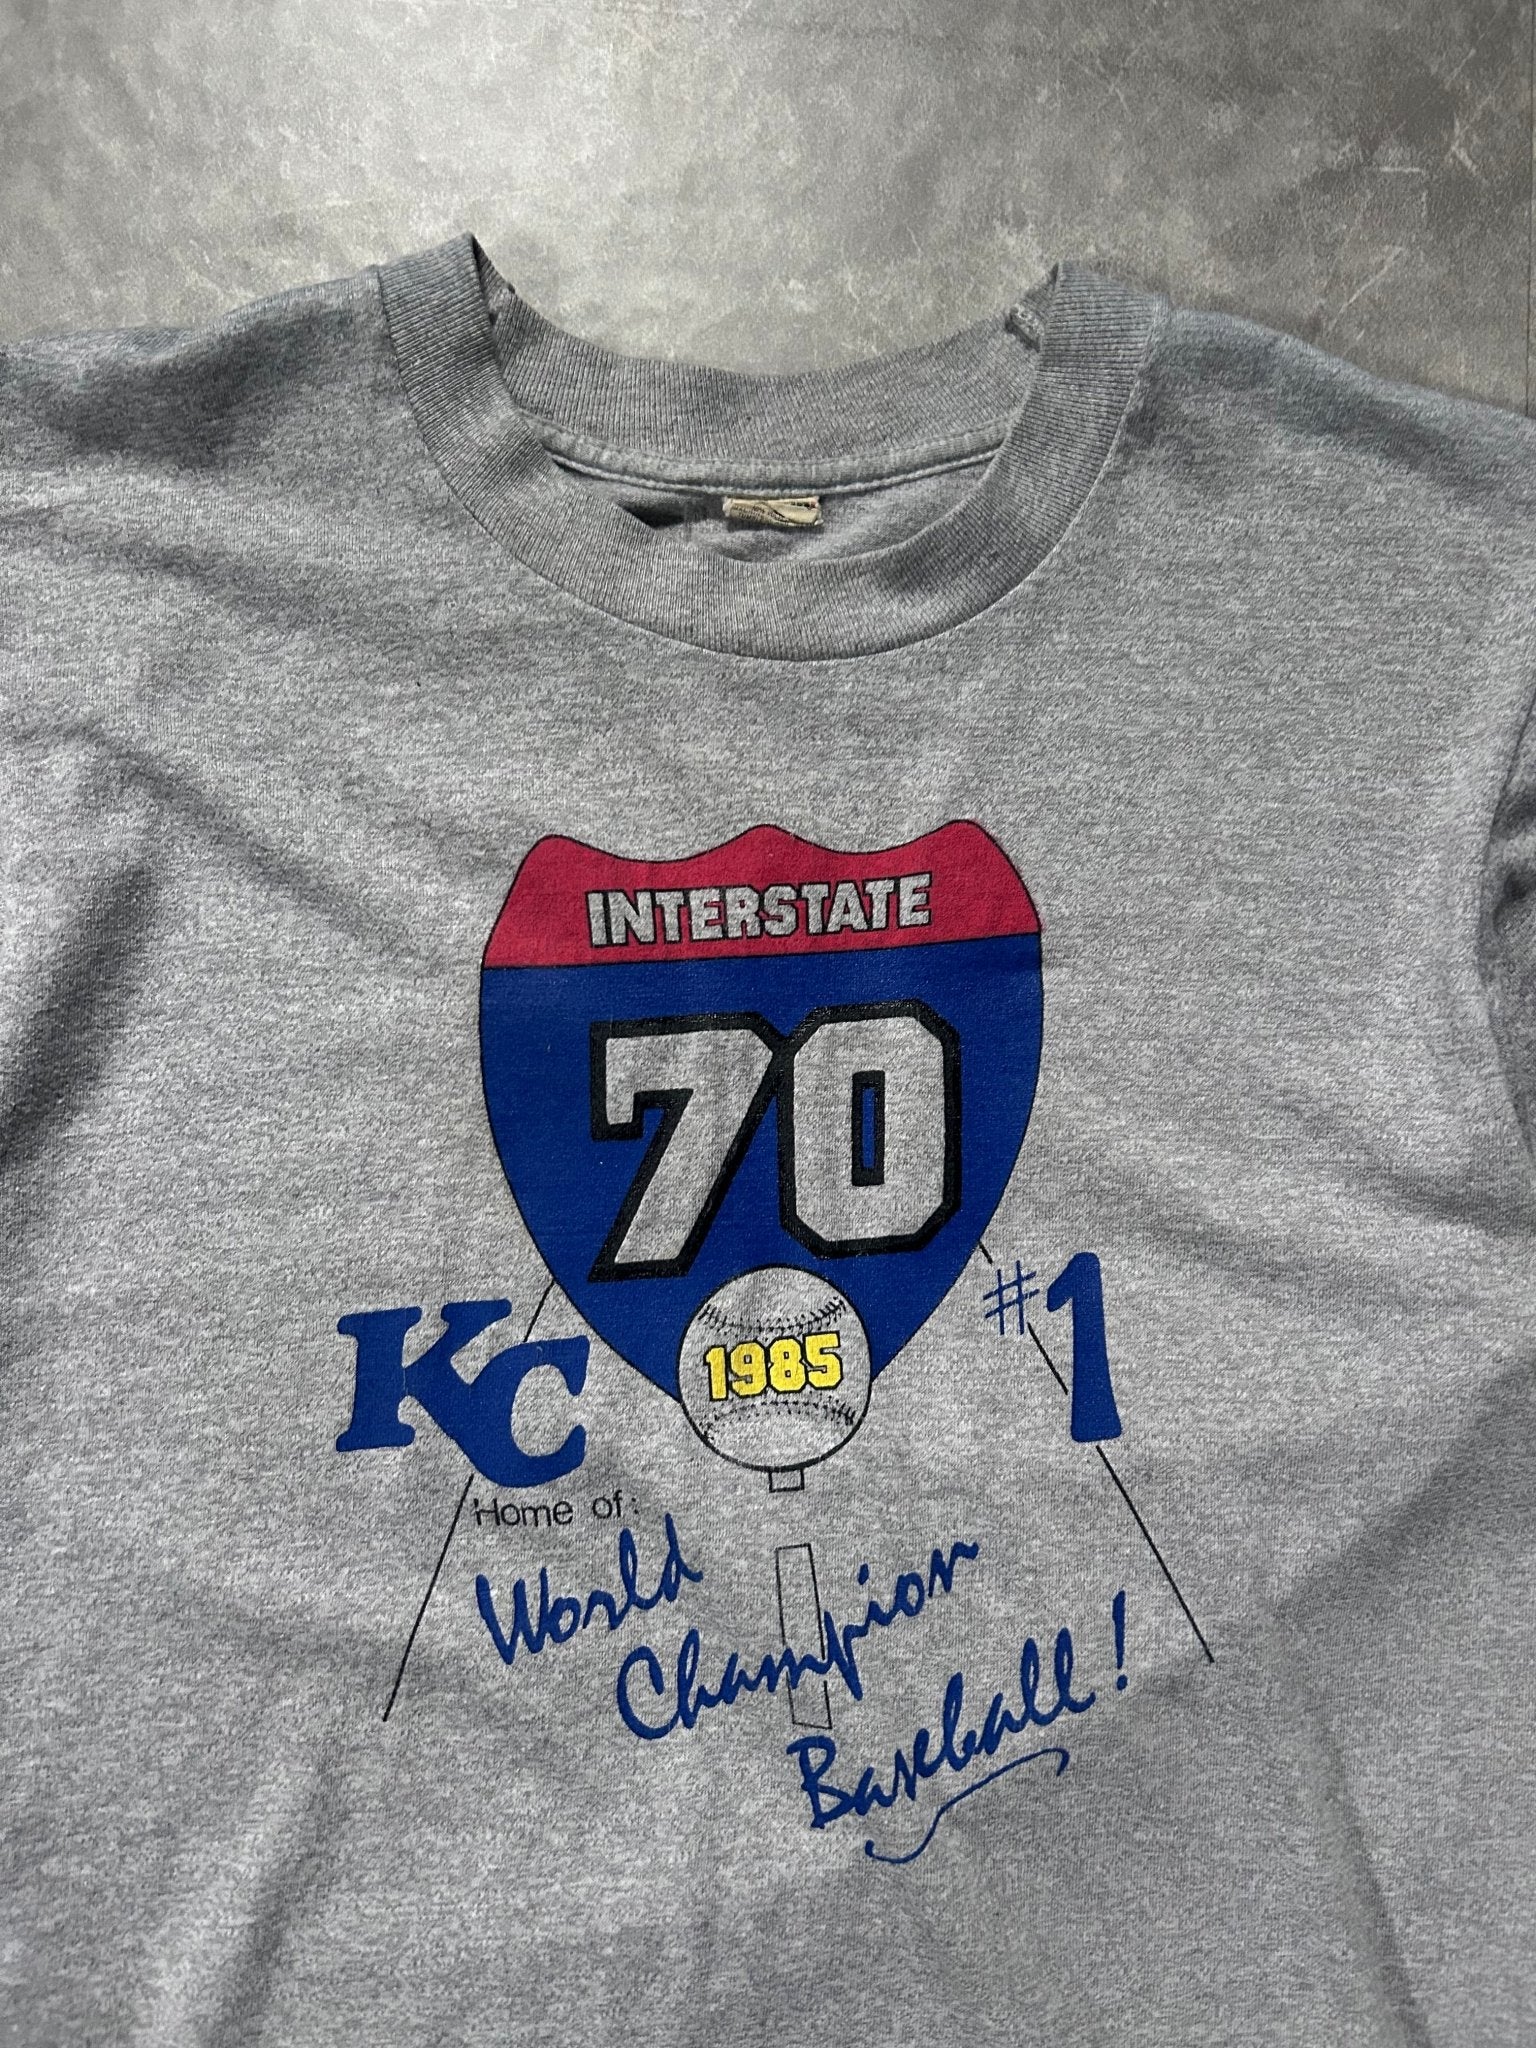 INTERSTATE
70
1985
KC
#1
Home of:
World
Champion
Baseball!